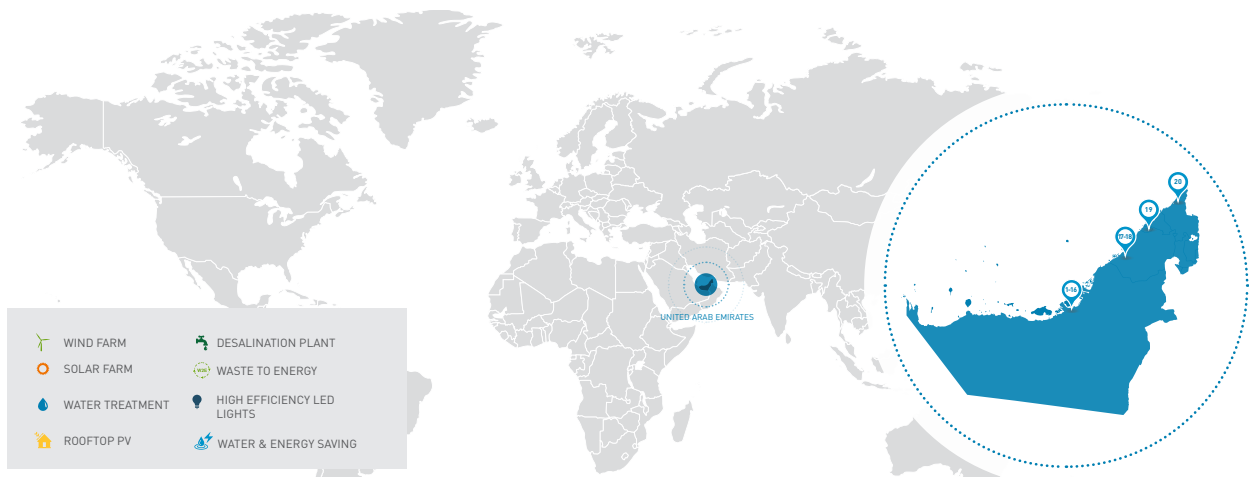 20
19
17-18
1-16
UNITED ARAB EMIRATES
WIND FARM
DESALINATION PLANT
SOLAR FARM
WASTE TO ENERGY
WATER TREATMENT
HIGH EFFICIENCY LED
LIGHTS
ROOFTOP PV
WATER & ENERGY SAVING